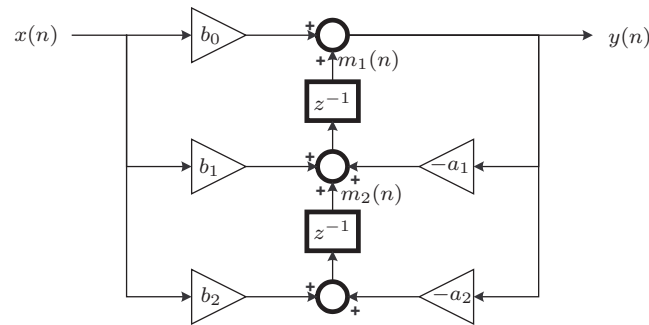 x(n) b₀ + + y(n)
m₁(n)
z⁻¹
b₁ + + + −a₁
m₂(n)
z⁻¹
b₂ + + −a₂